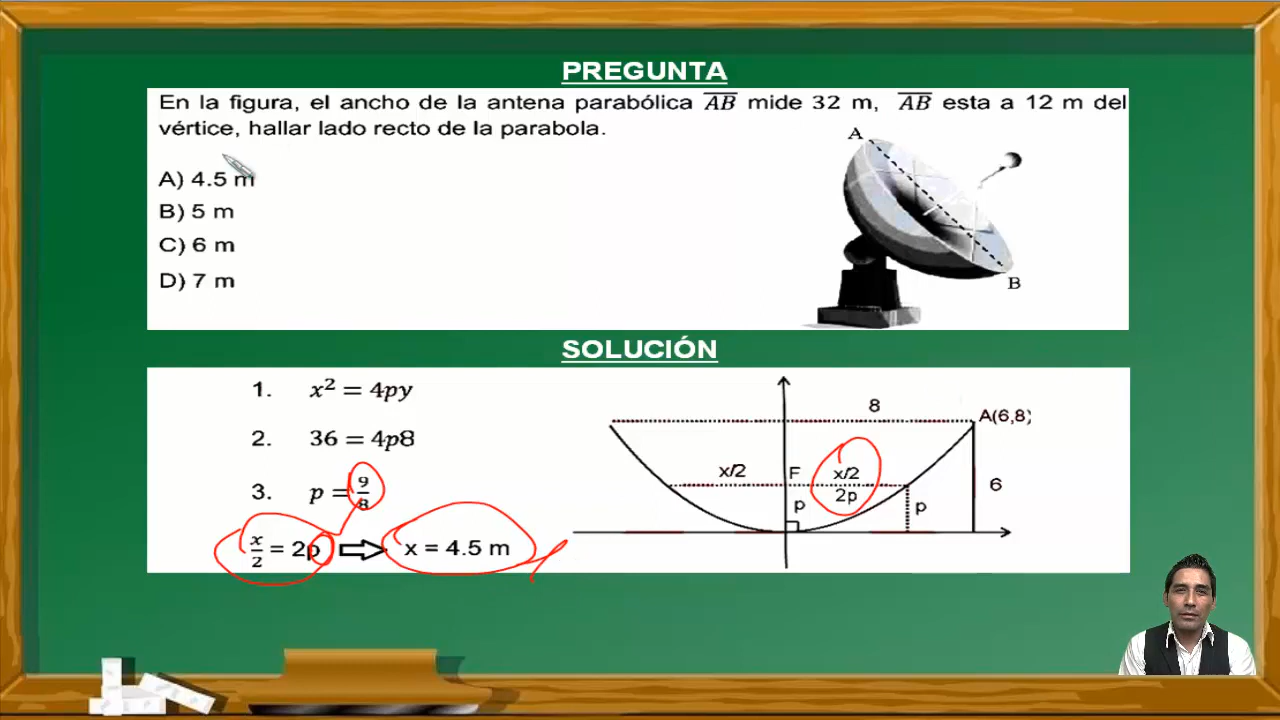 PREGUNTA
En la figura, el ancho de la antena parabólica A̅B̅ mide 32 m, A̅B̅ esta a 12 m del
vértice, hallar lado recto de la parabola.
A) 4.5 m
B) 5 m
C) 6 m
D) 7 m
A
B
SOLUCIÓN
1. x² = 4py
2. 36 = 4p8
3. p = 9/8
x/2 = 2p ⇒ x = 4.5 m
8
A(6,8)
x/2 F x/2
2p
p p
6